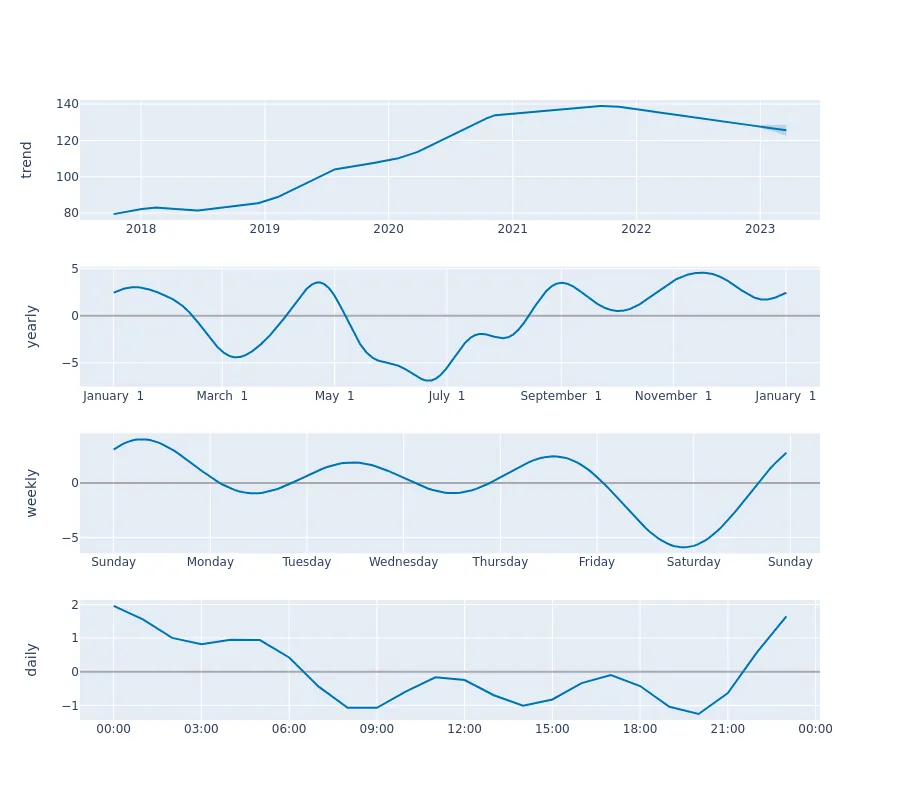 trend
140
120
100
80
2018 2019 2020 2021 2022 2023
yearly
5
0
−5
January 1 March 1 May 1 July 1 September 1 November 1 January 1
weekly
0
−5
Sunday Monday Tuesday Wednesday Thursday Friday Saturday Sunday
daily
2
1
0
−1
00:00 03:00 06:00 09:00 12:00 15:00 18:00 21:00 00:00